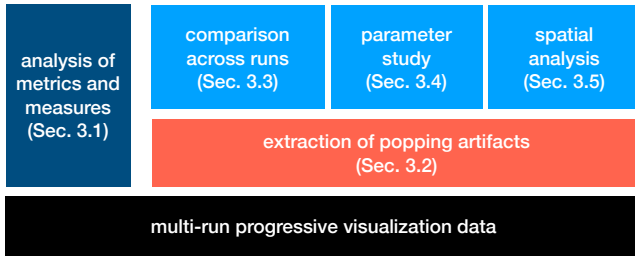 analysis of
metrics and
measures
(Sec. 3.1)
comparison
across runs
(Sec. 3.3)
parameter
study
(Sec. 3.4)
spatial
analysis
(Sec. 3.5)
extraction of popping artifacts
(Sec. 3.2)
multi-run progressive visualization data